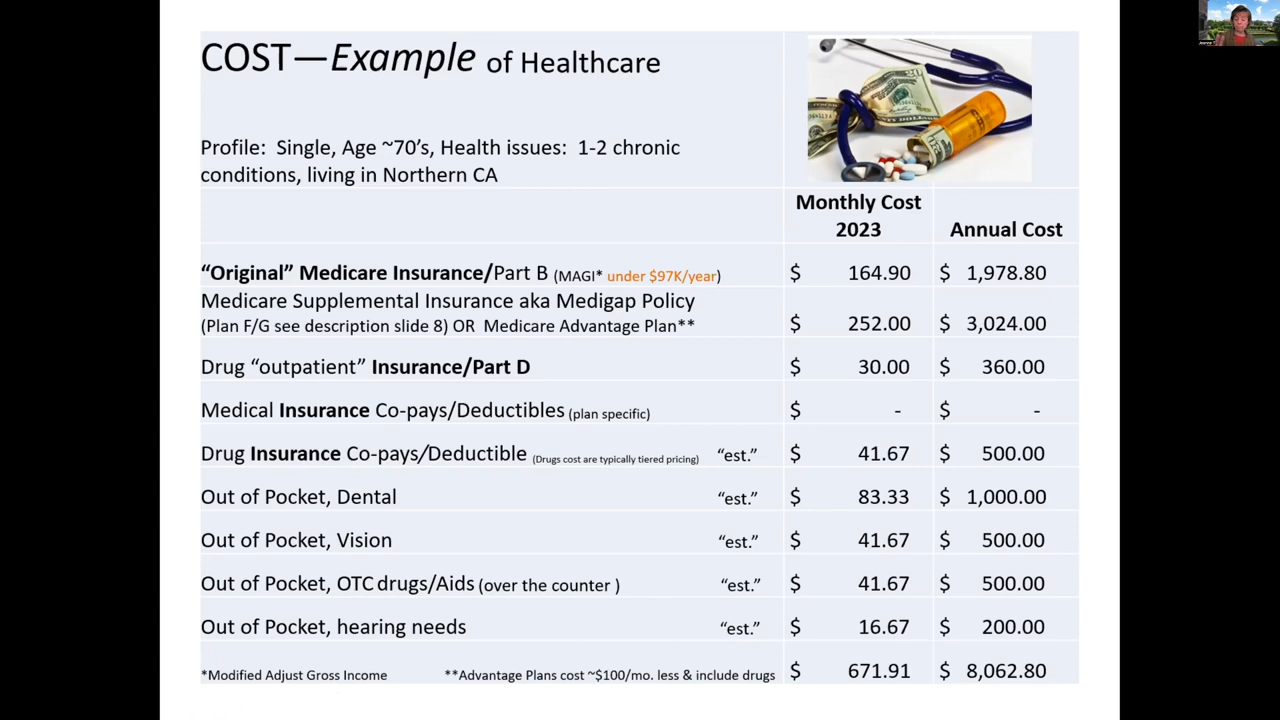 COST—Example of Healthcare
Profile: Single, Age ~70's, Health issues: 1-2 chronic
conditions, living in Northern CA
Monthly Cost
2023
Annual Cost
“Original” Medicare Insurance/Part B (MAGI* under $97K/year) $ 164.90 $ 1,978.80
Medicare Supplemental Insurance aka Medigap Policy
(Plan F/G see description slide 8) OR Medicare Advantage Plan** $ 252.00 $ 3,024.00
Drug “outpatient” Insurance/Part D $ 30.00 $ 360.00
Medical Insurance Co-pays/Deductibles (plan specific) $ - $ -
Drug Insurance Co-pays/Deductible (Drugs cost are typically tiered pricing) “est.” $ 41.67 $ 500.00
Out of Pocket, Dental “est.” $ 83.33 $ 1,000.00
Out of Pocket, Vision “est.” $ 41.67 $ 500.00
Out of Pocket, OTC drugs/Aids (over the counter ) “est.” $ 41.67 $ 500.00
Out of Pocket, hearing needs “est.” $ 16.67 $ 200.00
*Modified Adjust Gross Income **Advantage Plans cost ~$100/mo. less & include drugs $ 671.91 $ 8,062.80